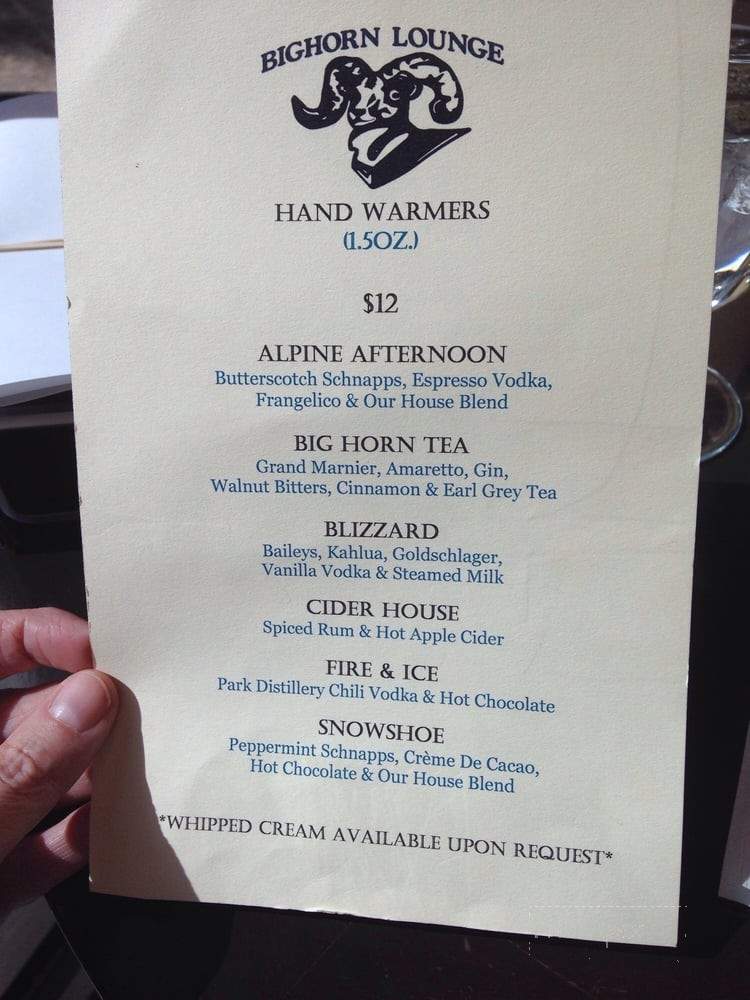 BIGHORN LOUNGE
HAND WARMERS
(1.5OZ.)
$12
ALPINE AFTERNOON
Butterscotch Schnapps, Espresso Vodka,
Frangelico & Our House Blend
BIG HORN TEA
Grand Marnier, Amaretto, Gin,
Walnut Bitters, Cinnamon & Earl Grey Tea
BLIZZARD
Baileys, Kahlua, Goldschlager,
Vanilla Vodka & Steamed Milk
CIDER HOUSE
Spiced Rum & Hot Apple Cider
FIRE & ICE
Park Distillery Chili Vodka & Hot Chocolate
SNOWSHOE
Peppermint Schnapps, Crème De Cacao,
Hot Chocolate & Our House Blend
*WHIPPED CREAM AVAILABLE UPON REQUEST*